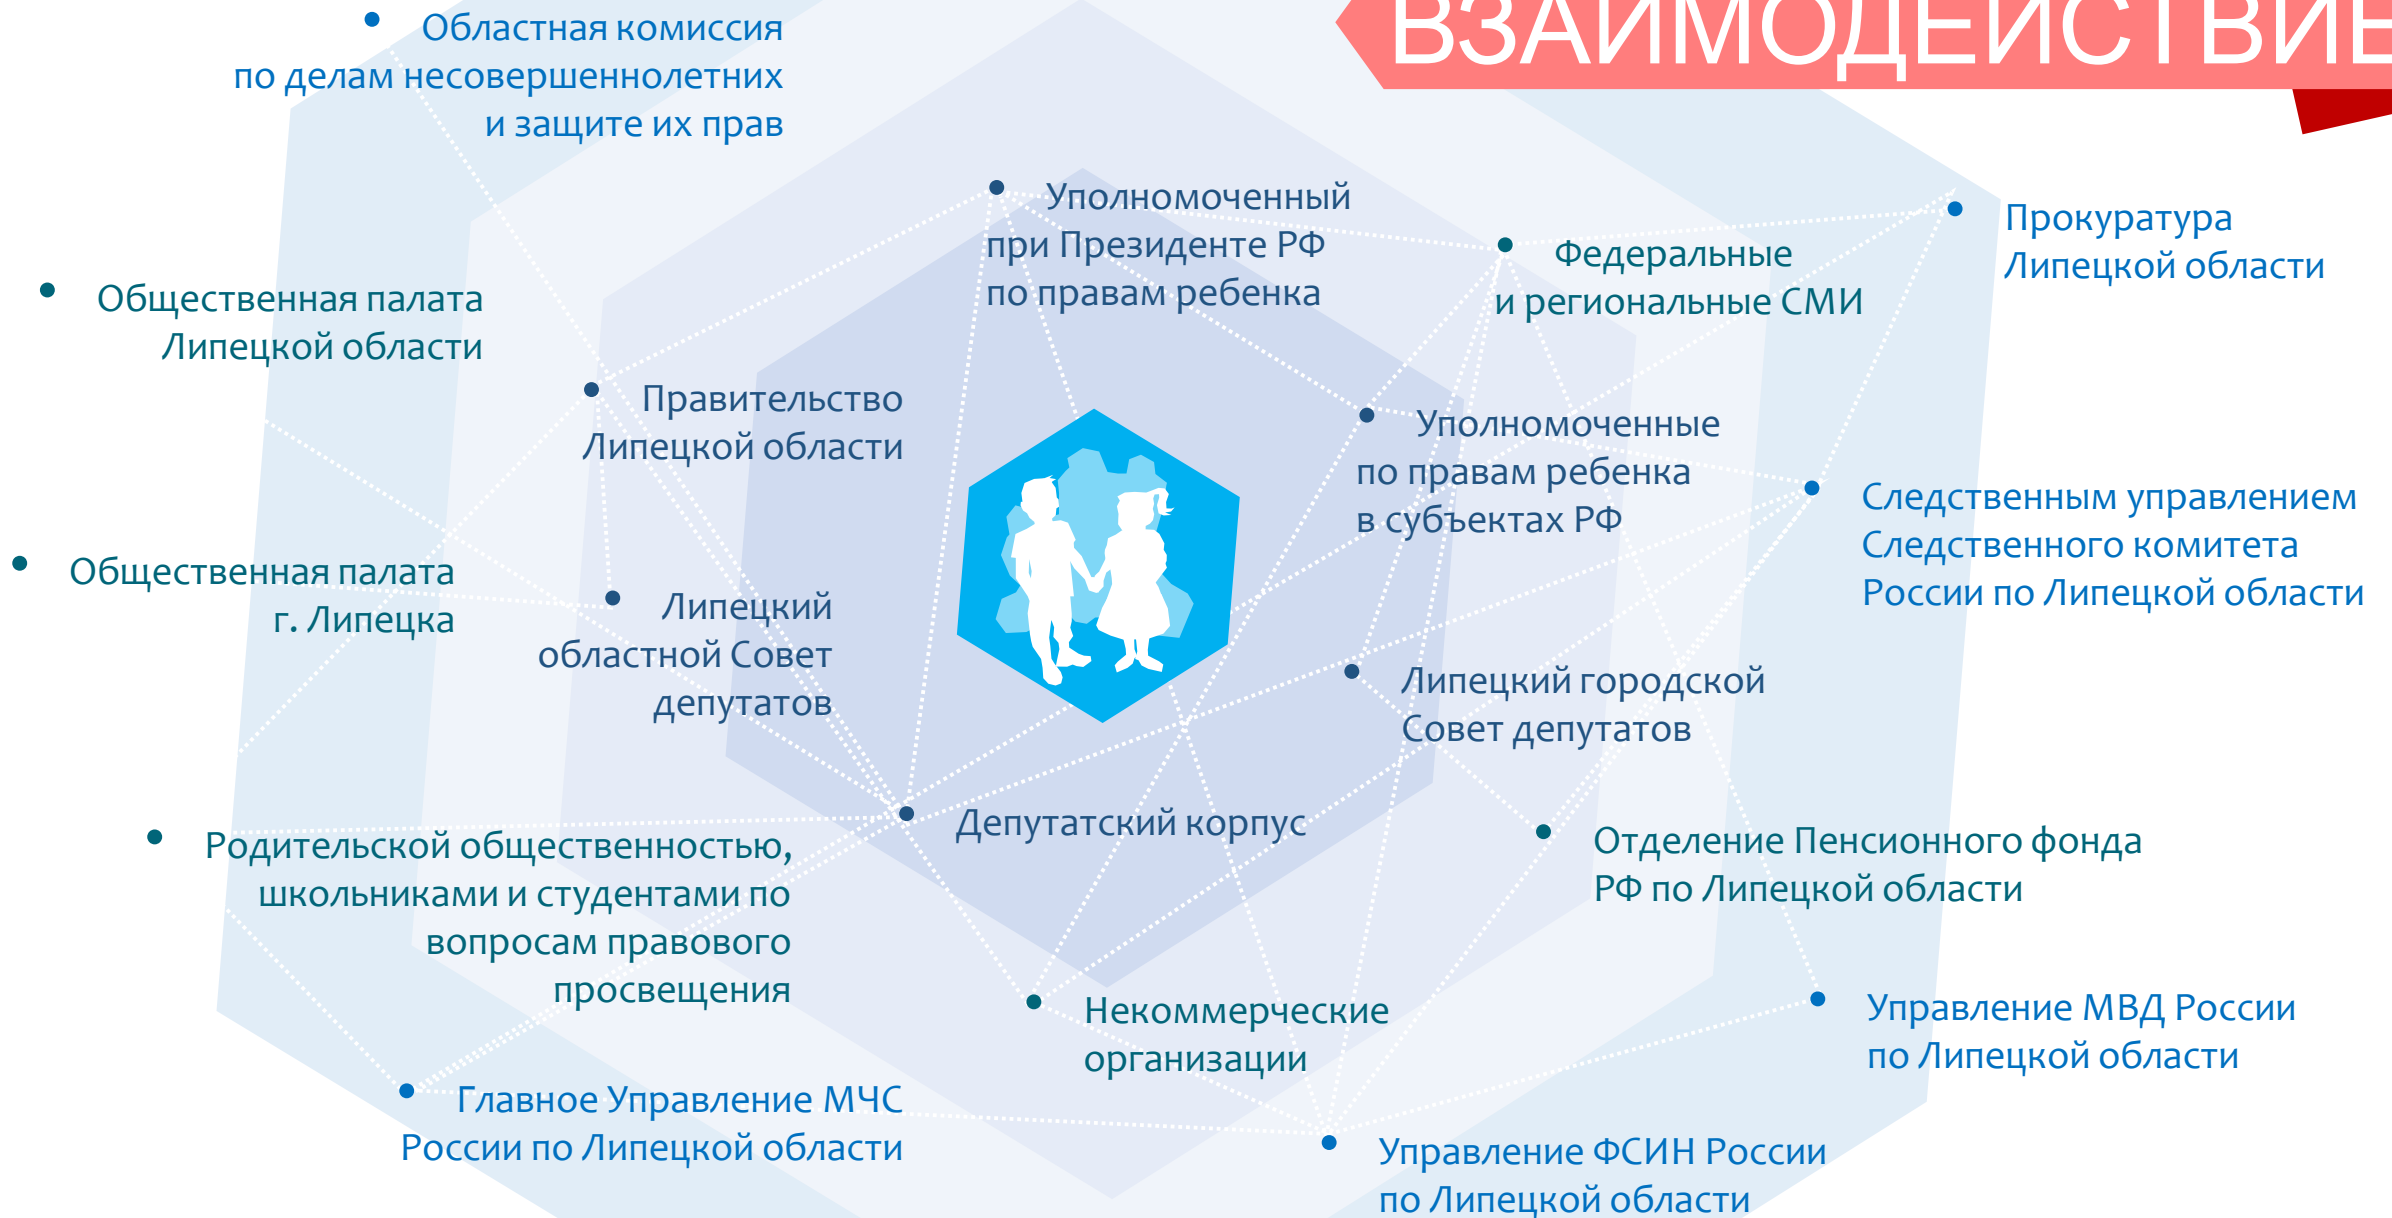 ВЗАИМОДЕЙСТВИЕ
Областная комиссия
по делам несовершеннолетних
и защите их прав
Уполномоченный
при Президенте РФ
по правам ребенка
Федеральные
и региональные СМИ
Прокуратура
Липецкой области
Общественная палата
Липецкой области
Правительство
Липецкой области
Уполномоченные
по правам ребенка
в субъектах РФ
Следственным управлением
Следственного комитета
России по Липецкой области
Общественная палата
г. Липецка
Липецкий
областной Совет
депутатов
Липецкий городской
Совет депутатов
Депутатский корпус
Родительской общественностью,
школьниками и студентами по
вопросам правового
просвещения
Отделение Пенсионного фонда
РФ по Липецкой области
Некоммерческие
организации
Управление МВД России
по Липецкой области
Главное Управление МЧС
России по Липецкой области
Управление ФСИН России
по Липецкой области